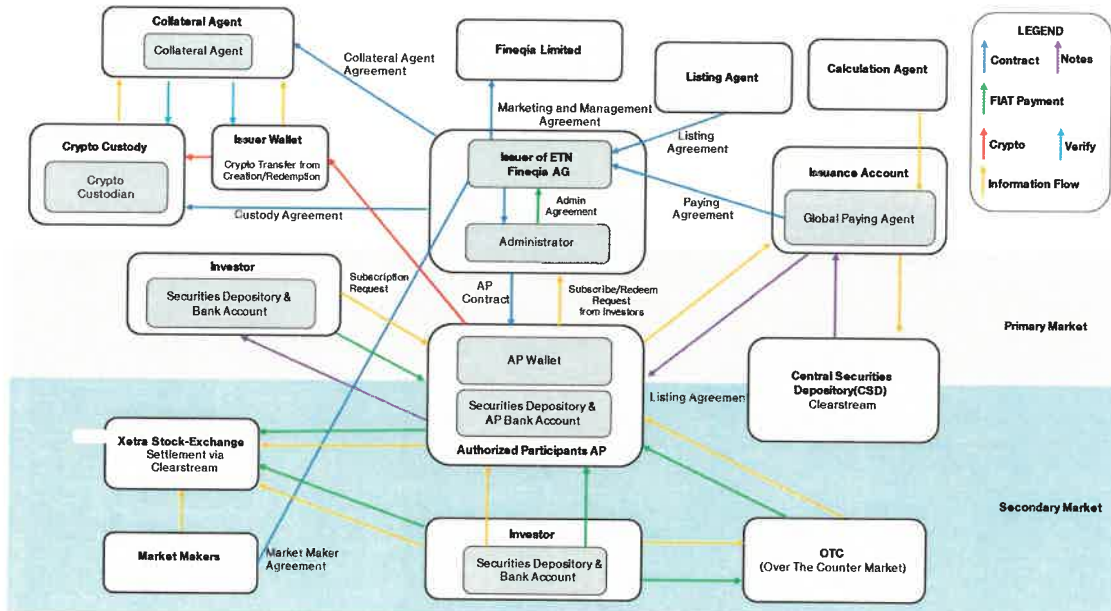 Collateral Agent
Collateral Agent
Collateral Agent
Agreement
Fineqia Limited
Listing Agent
Calculation Agent
LEGEND
Contract
Notes
FIAT Payment
Crypto
Verify
Information Flow
Crypto Custody
Crypto
Custodian
Issuer Wallet
Crypto Transfer from
Creation/Redemption
Marketing and Management
Agreement
Listing
Agreement
Issuer of ETN
Fineqia AG
Admin
Agreement
Administrator
Custody Agreement
Paying
Agreement
Issuance Account
Global Paying Agent
Investor
Securities Depository &
Bank Account
Subscription
Request
AP
Contract
Subscribe/Redeem
Request
from Investors
Primary Market
AP Wallet
Securities Depository &
AP Bank Account
Authorized Participants AP
Listing Agreement
Central Securities
Depository(CSD)
Clearstream
Xetra Stock-Exchange
Settlement via
Clearstream
Secondary Market
Market Makers
Market Maker
Agreement
Investor
Securities Depository &
Bank Account
OTC
(Over The Counter Market)